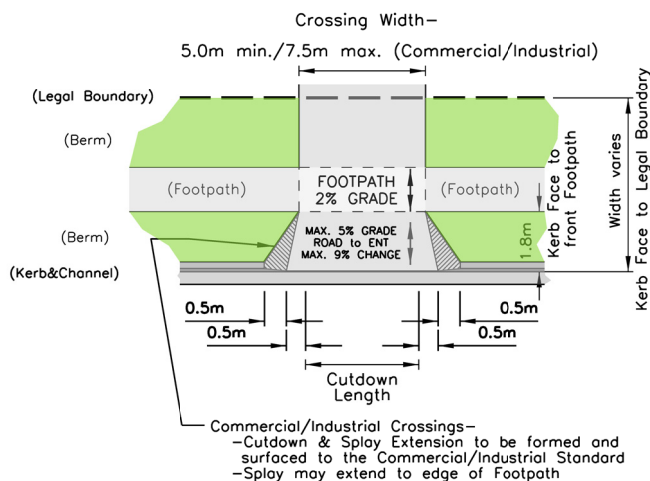 Crossing Width–
5.0m min./7.5m max. (Commercial/Industrial)
(Legal Boundary)
(Berm)
(Footpath)
FOOTPATH
2% GRADE
(Footpath)
(Berm)
MAX. 5% GRADE
ROAD to ENT
MAX. 9% CHANGE
(Kerb&Channel)
1.8m
Kerb Face to
front Footpath
Width varies
Kerb Face to Legal Boundary
0.5m
0.5m
0.5m
0.5m
Cutdown
Length
Commercial/Industrial Crossings–
–Cutdown & Splay Extension to be formed and
surfaced to the Commercial/Industrial Standard
–Splay may extend to edge of Footpath